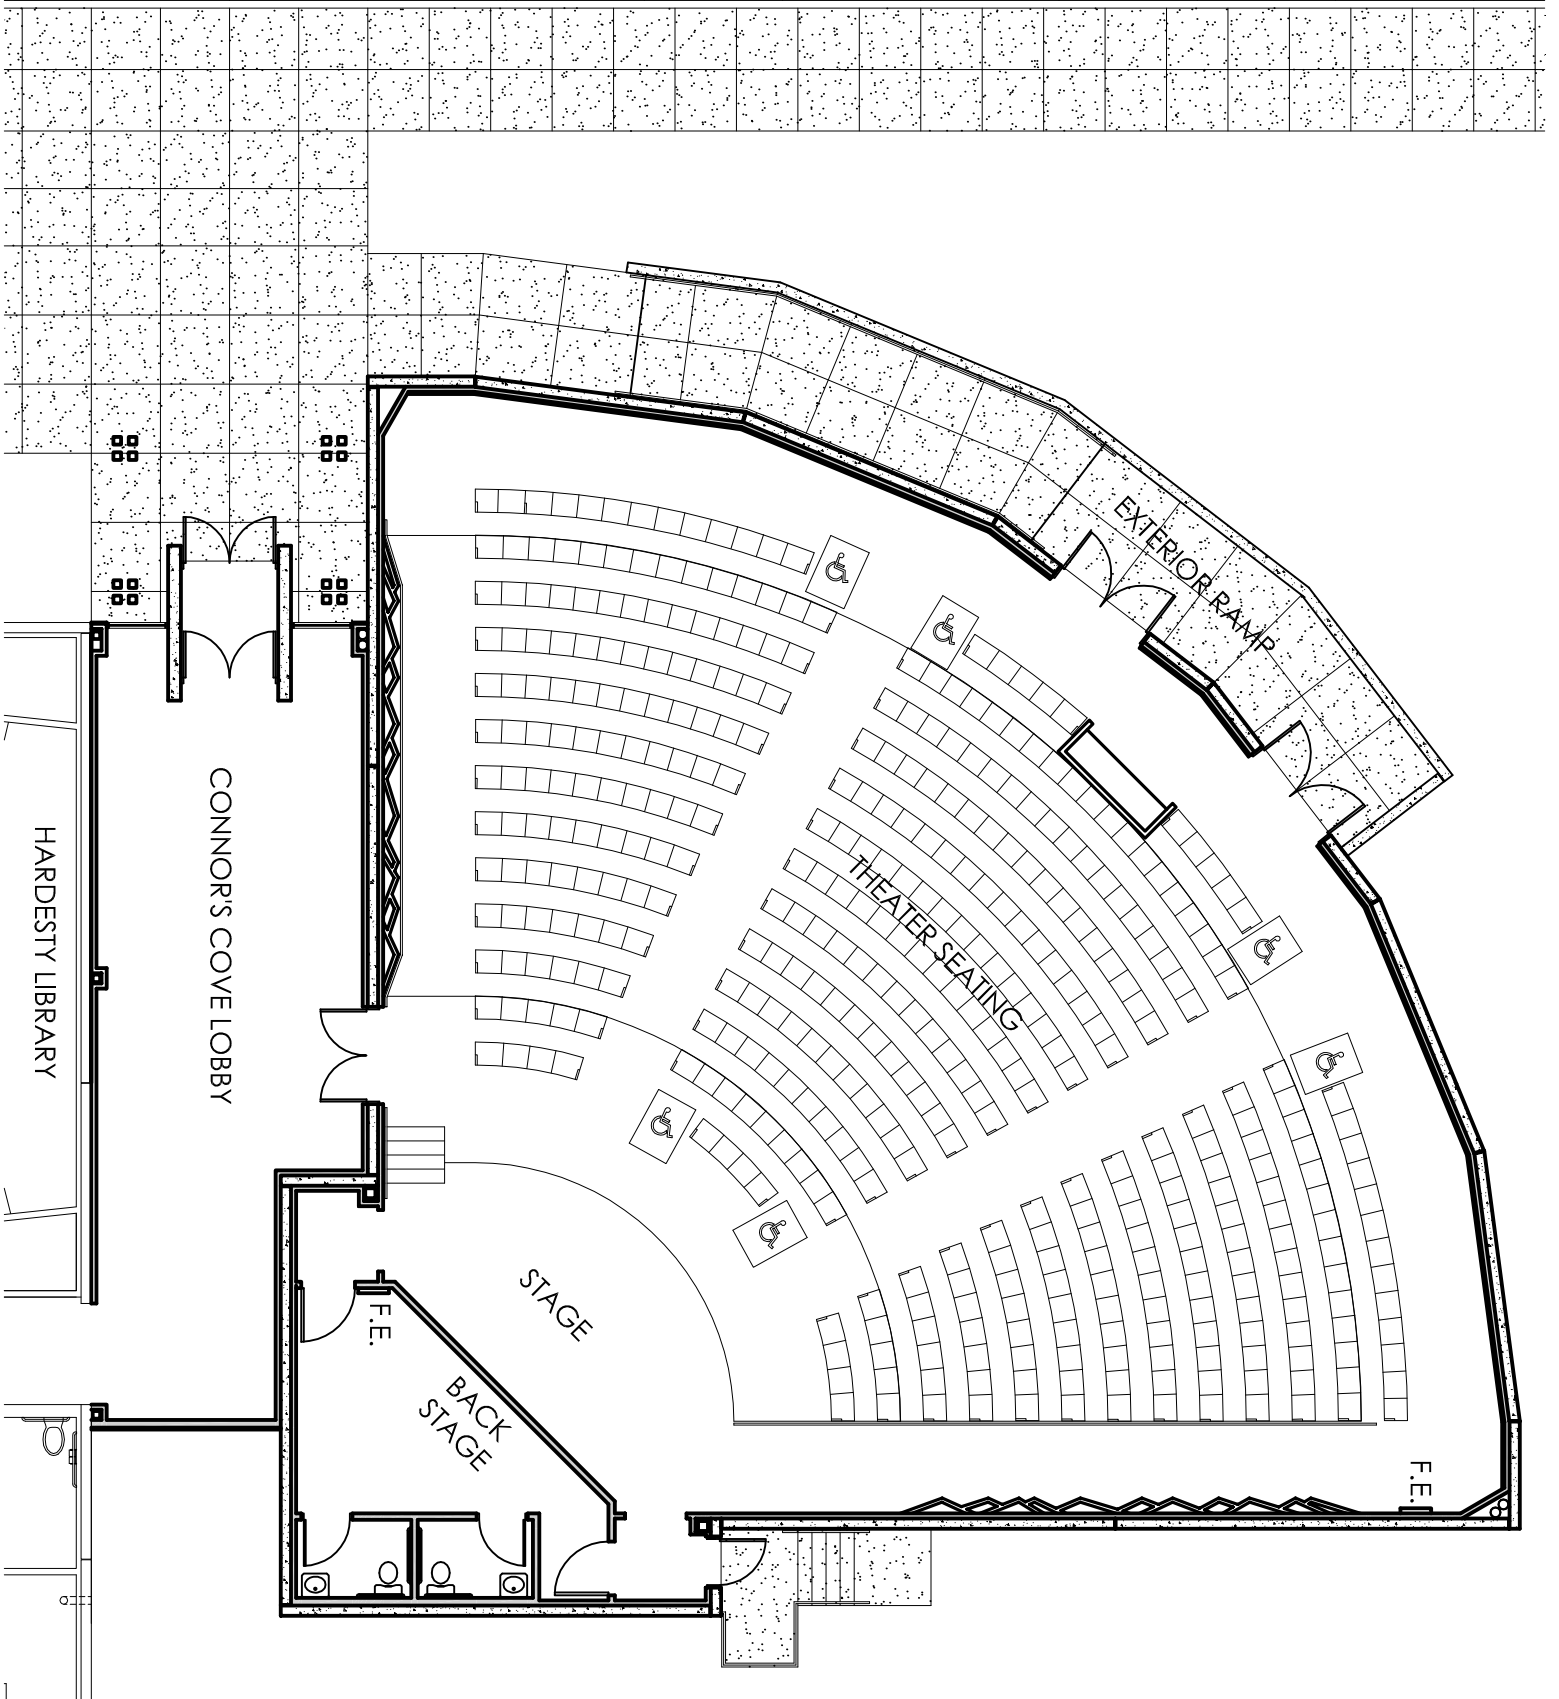 EXTERIOR RAMP
THEATER SEATING
CONNOR'S COVE LOBBY
HARDESTY LIBRARY
STAGE
F.E.
BACK
STAGE
F.E.